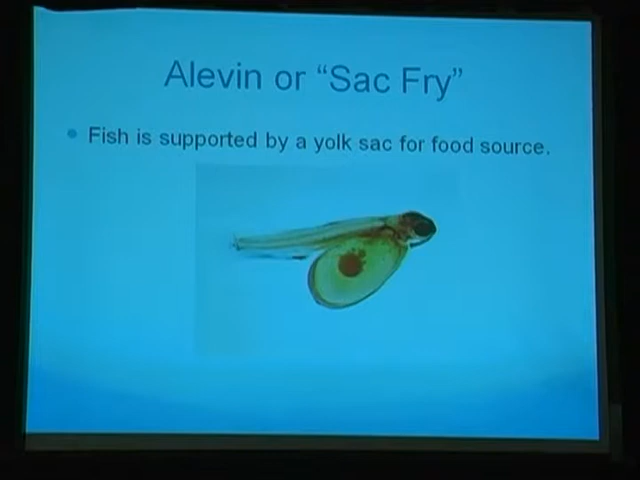 Alevin or “Sac Fry”
• Fish is supported by a yolk sac for food source.